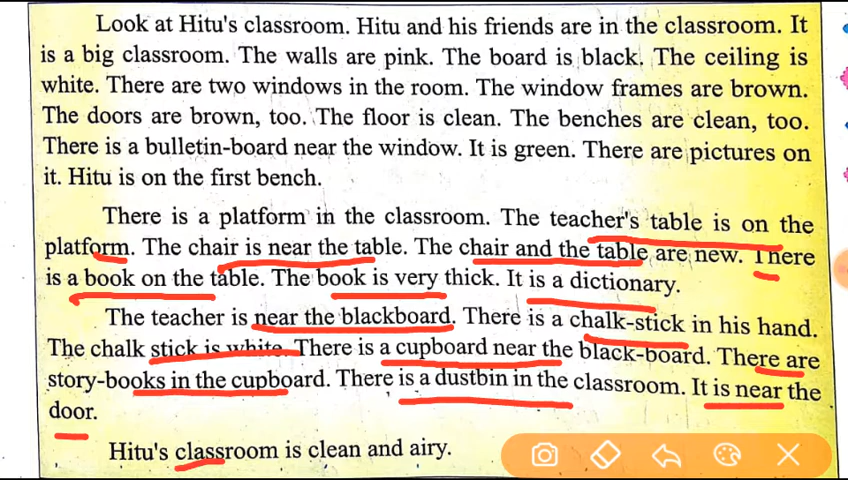 Look at Hitu's classroom. Hitu and his friends are in the classroom. It
is a big classroom. The walls are pink. The board is black. The ceiling is
white. There are two windows in the room. The window frames are brown.
The doors are brown, too. The floor is clean. The benches are clean, too.
There is a bulletin-board near the window. It is green. There are pictures on
it. Hitu is on the first bench.
There is a platform in the classroom. The teacher's table is on the
platform. The chair is near the table. The chair and the table are new. There
is a book on the table. The book is very thick. It is a dictionary.
The teacher is near the blackboard. There is a chalk-stick in his hand.
The chalk stick is white. There is a cupboard near the black-board. There are
story-books in the cupboard. There is a dustbin in the classroom. It is near the
door.
Hitu's classroom is clean and airy.